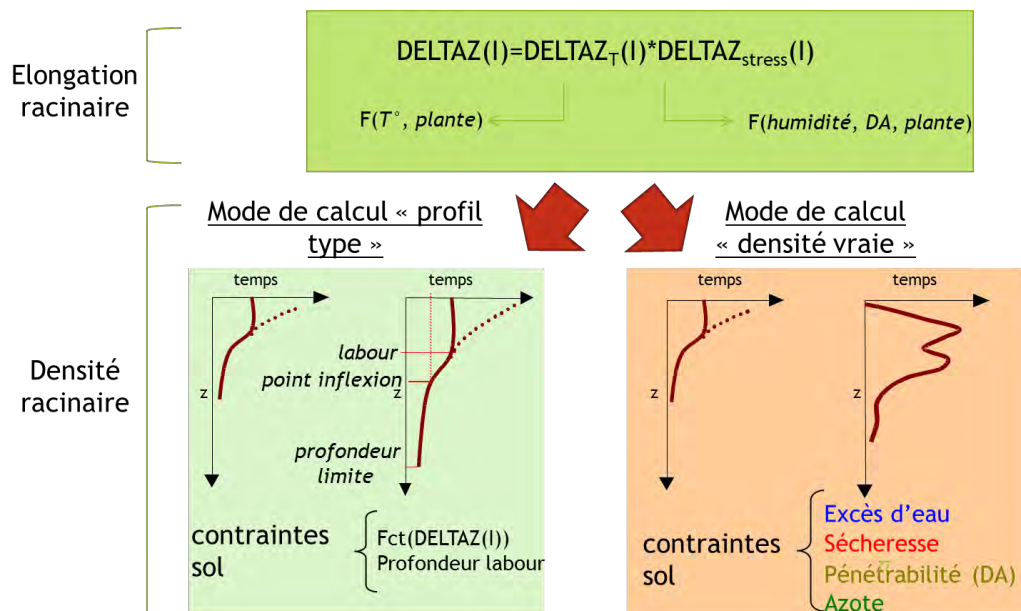 Elongation
racinaire
DELTAZ(I)=DELTAZT(I)*DELTAZstress(I)
F(T°, plante)
F(humidité, DA, plante)
Densité
racinaire
Mode de calcul « profil
type »
temps
z
temps
labour
point inflexion
z
profondeur
limite
contraintes
sol
Fct(DELTAZ(I))
Profondeur labour
Mode de calcul
« densité vraie »
temps
z
temps
z
contraintes
sol
Excès d’eau
Sécheresse
Pénétrabilité (DA)
Azote